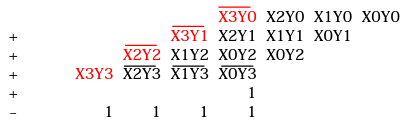 X3Y0 X2Y0 X1Y0 X0Y0
+ X3Y1 X2Y1 X1Y1 X0Y1
+ X2Y2 X1Y2 X0Y2 X0Y2
+ X3Y3 X2Y3 X1Y3 X0Y3
+ 1
- 1 1 1 1